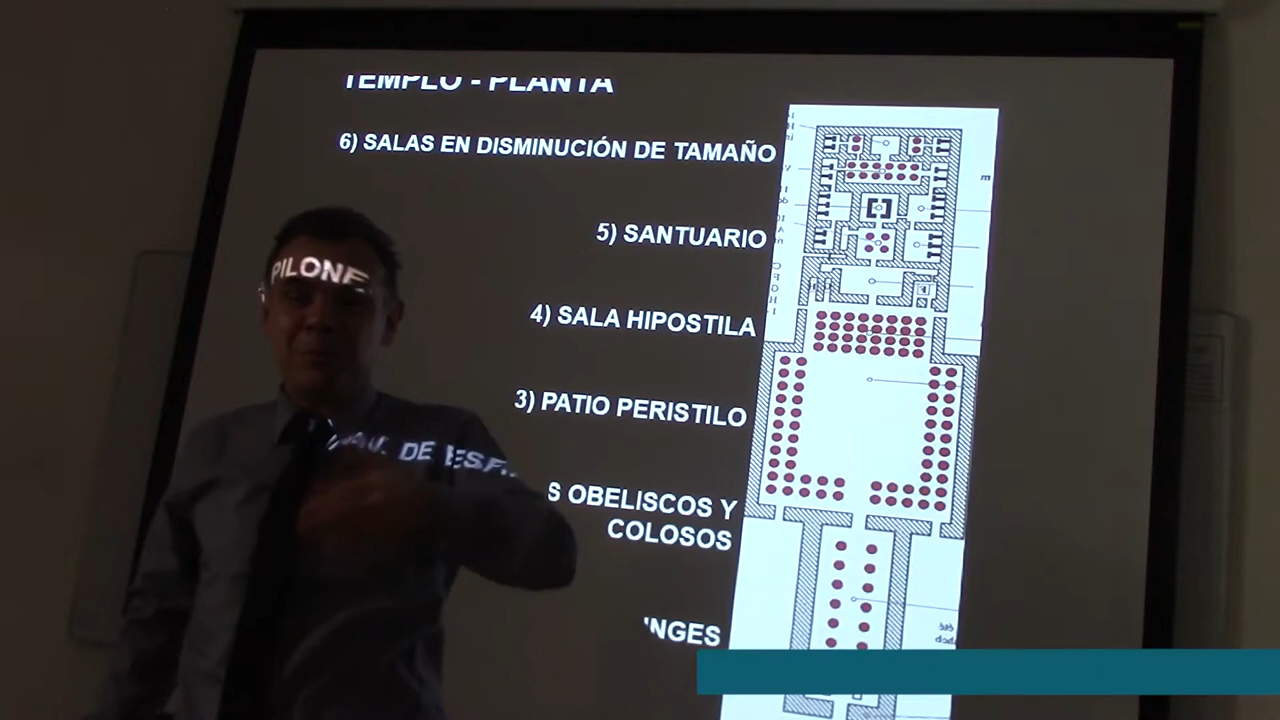 TEMPLO - PLANTA
6) SALAS EN DISMINUCIÓN DE TAMAÑO
5) SANTUARIO
4) SALA HIPOSTILA
3) PATIO PERISTILO
PILONE
S OBELISCOS Y
COLOSOS
DE ESF
NGES